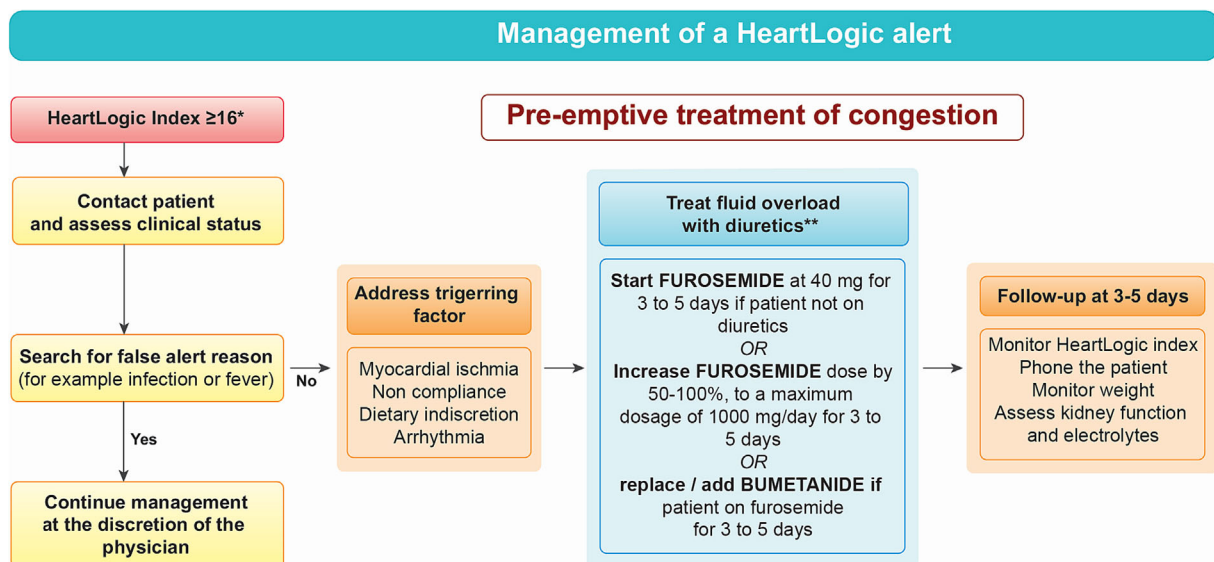 Management of a HeartLogic alert
HeartLogic Index ≥16*
Contact patient
and assess clinical status
Search for false alert reason
(for example infection or fever)
No
Yes
Continue management
at the discretion of the
physician
Pre-emptive treatment of congestion
Address trigerring
factor
Myocardial ischmia
Non compliance
Dietary indiscretion
Arrhythmia
Treat fluid overload
with diuretics**
Start FUROSEMIDE at 40 mg for
3 to 5 days if patient not on
diuretics
OR
Increase FUROSEMIDE dose by
50-100%, to a maximum
dosage of 1000 mg/day for 3 to
5 days
OR
replace / add BUMETANIDE if
patient on furosemide
for 3 to 5 days
Follow-up at 3-5 days
Monitor HeartLogic index
Phone the patient
Monitor weight
Assess kidney function
and electrolytes